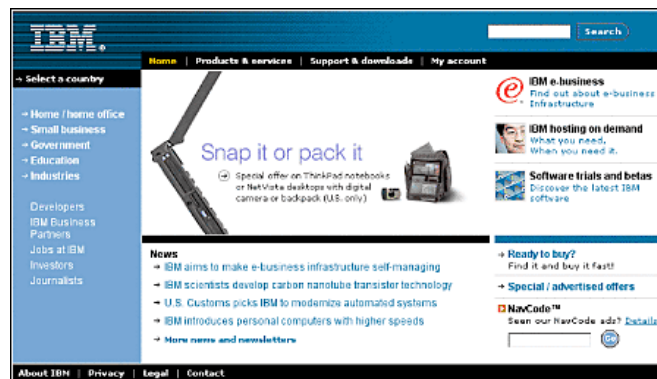 IBM®
Search
Home | Products & services | Support & downloads | My account
Select a country
Home / home office
Small business
Government
Education
Industries
Developers
IBM Business
Partners
Jobs at IBM
Investors
Journalists
Snap it or pack it
Special offer on ThinkPad notebooks
or NetVista desktops with digital
camera or backpack (U.S. only)
IBM e-business
Find out about e-business
Infrastructure
IBM hosting on demand
What you need,
When you need it.
Software trials and betas
Discover the latest IBM
software
News
IBM aims to make e-business infrastructure self-managing
IBM scientists develop carbon nanotube transistor technology
U.S. Customs picks IBM to modernize automated systems
IBM introduces personal computers with higher speeds
More news and newsletters
Ready to buy?
Find it and buy it fast!
Special / advertised offers
NavCode™
Seen our NavCode ads? Details
Go
About IBM | Privacy | Legal | Contact